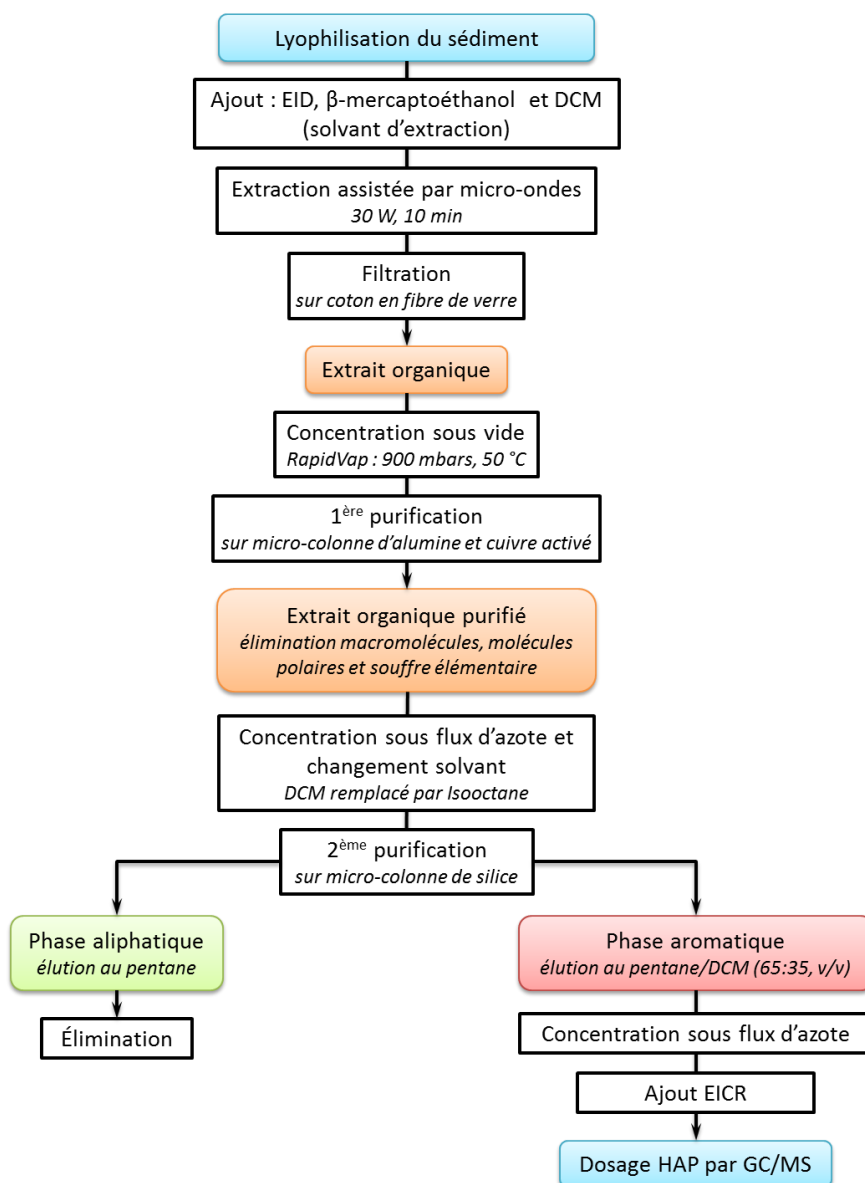 Lyophilisation du sédiment
Ajout : EID, β-mercaptoéthanol et DCM
(solvant d'extraction)
Extraction assistée par micro-ondes
30 W, 10 min
Filtration
sur coton en fibre de verre
Extrait organique
Concentration sous vide
RapidVap : 900 mbars, 50 °C
1ère purification
sur micro-colonne d'alumine et cuivre activé
Extrait organique purifié
élimination macromolécules, molécules
polaires et souffre élémentaire
Concentration sous flux d'azote et
changement solvant
DCM remplacé par Isooctane
2ème purification
sur micro-colonne de silice
Phase aliphatique
élution au pentane
Élimination
Phase aromatique
élution au pentane/DCM (65:35, v/v)
Concentration sous flux d'azote
Ajout EICR
Dosage HAP par GC/MS